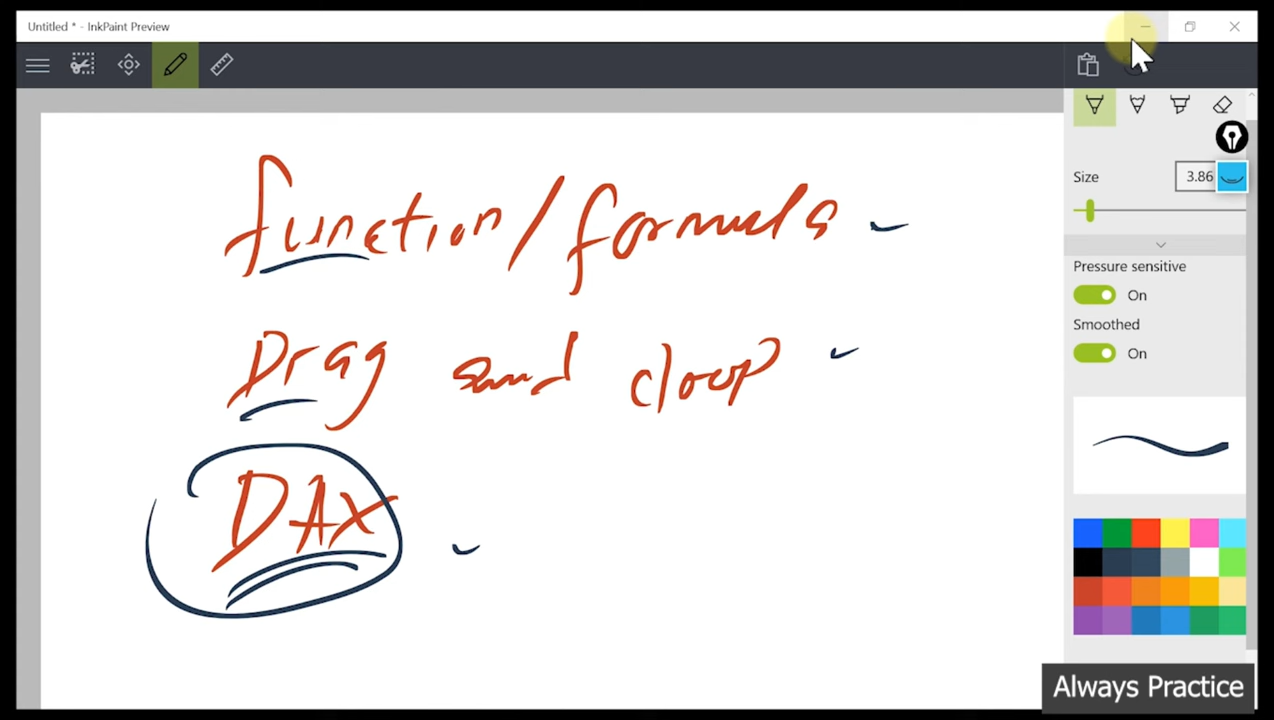 Untitled * - InkPaint Preview
function/formula
Drag and drop
DAX
Size
3.86
Pressure sensitive
On
Smoothed
On
Always Practice